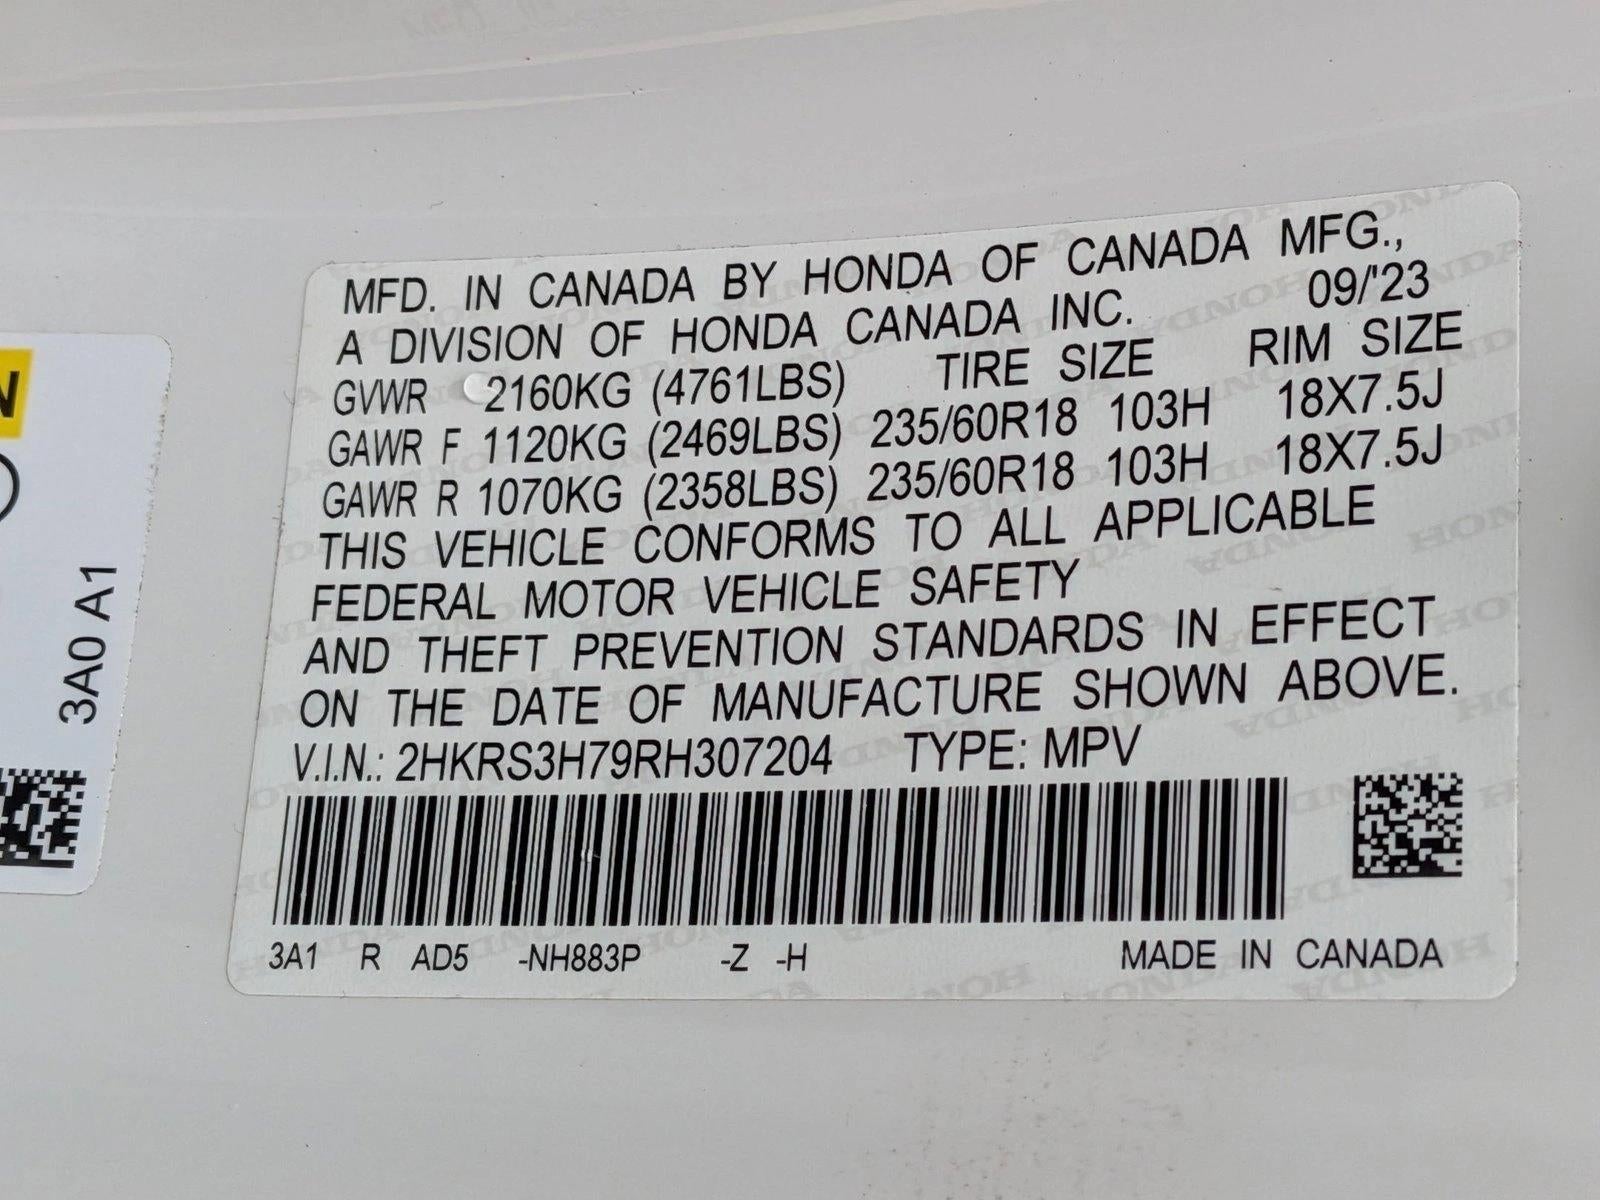 MFD. IN CANADA BY HONDA OF CANADA MFG.,
A DIVISION OF HONDA CANADA INC. 09/'23
GVWR 2160KG (4761LBS) TIRE SIZE RIM SIZE
GAWR F 1120KG (2469LBS) 235/60R18 103H 18X7.5J
GAWR R 1070KG (2358LBS) 235/60R18 103H 18X7.5J
THIS VEHICLE CONFORMS TO ALL APPLICABLE
FEDERAL MOTOR VEHICLE SAFETY
AND THEFT PREVENTION STANDARDS IN EFFECT
ON THE DATE OF MANUFACTURE SHOWN ABOVE.
V.I.N.: 2HKRS3H79RH307204 TYPE: MPV
3A1 R AD5 -NH883P -Z -H MADE IN CANADA
3A0 A1